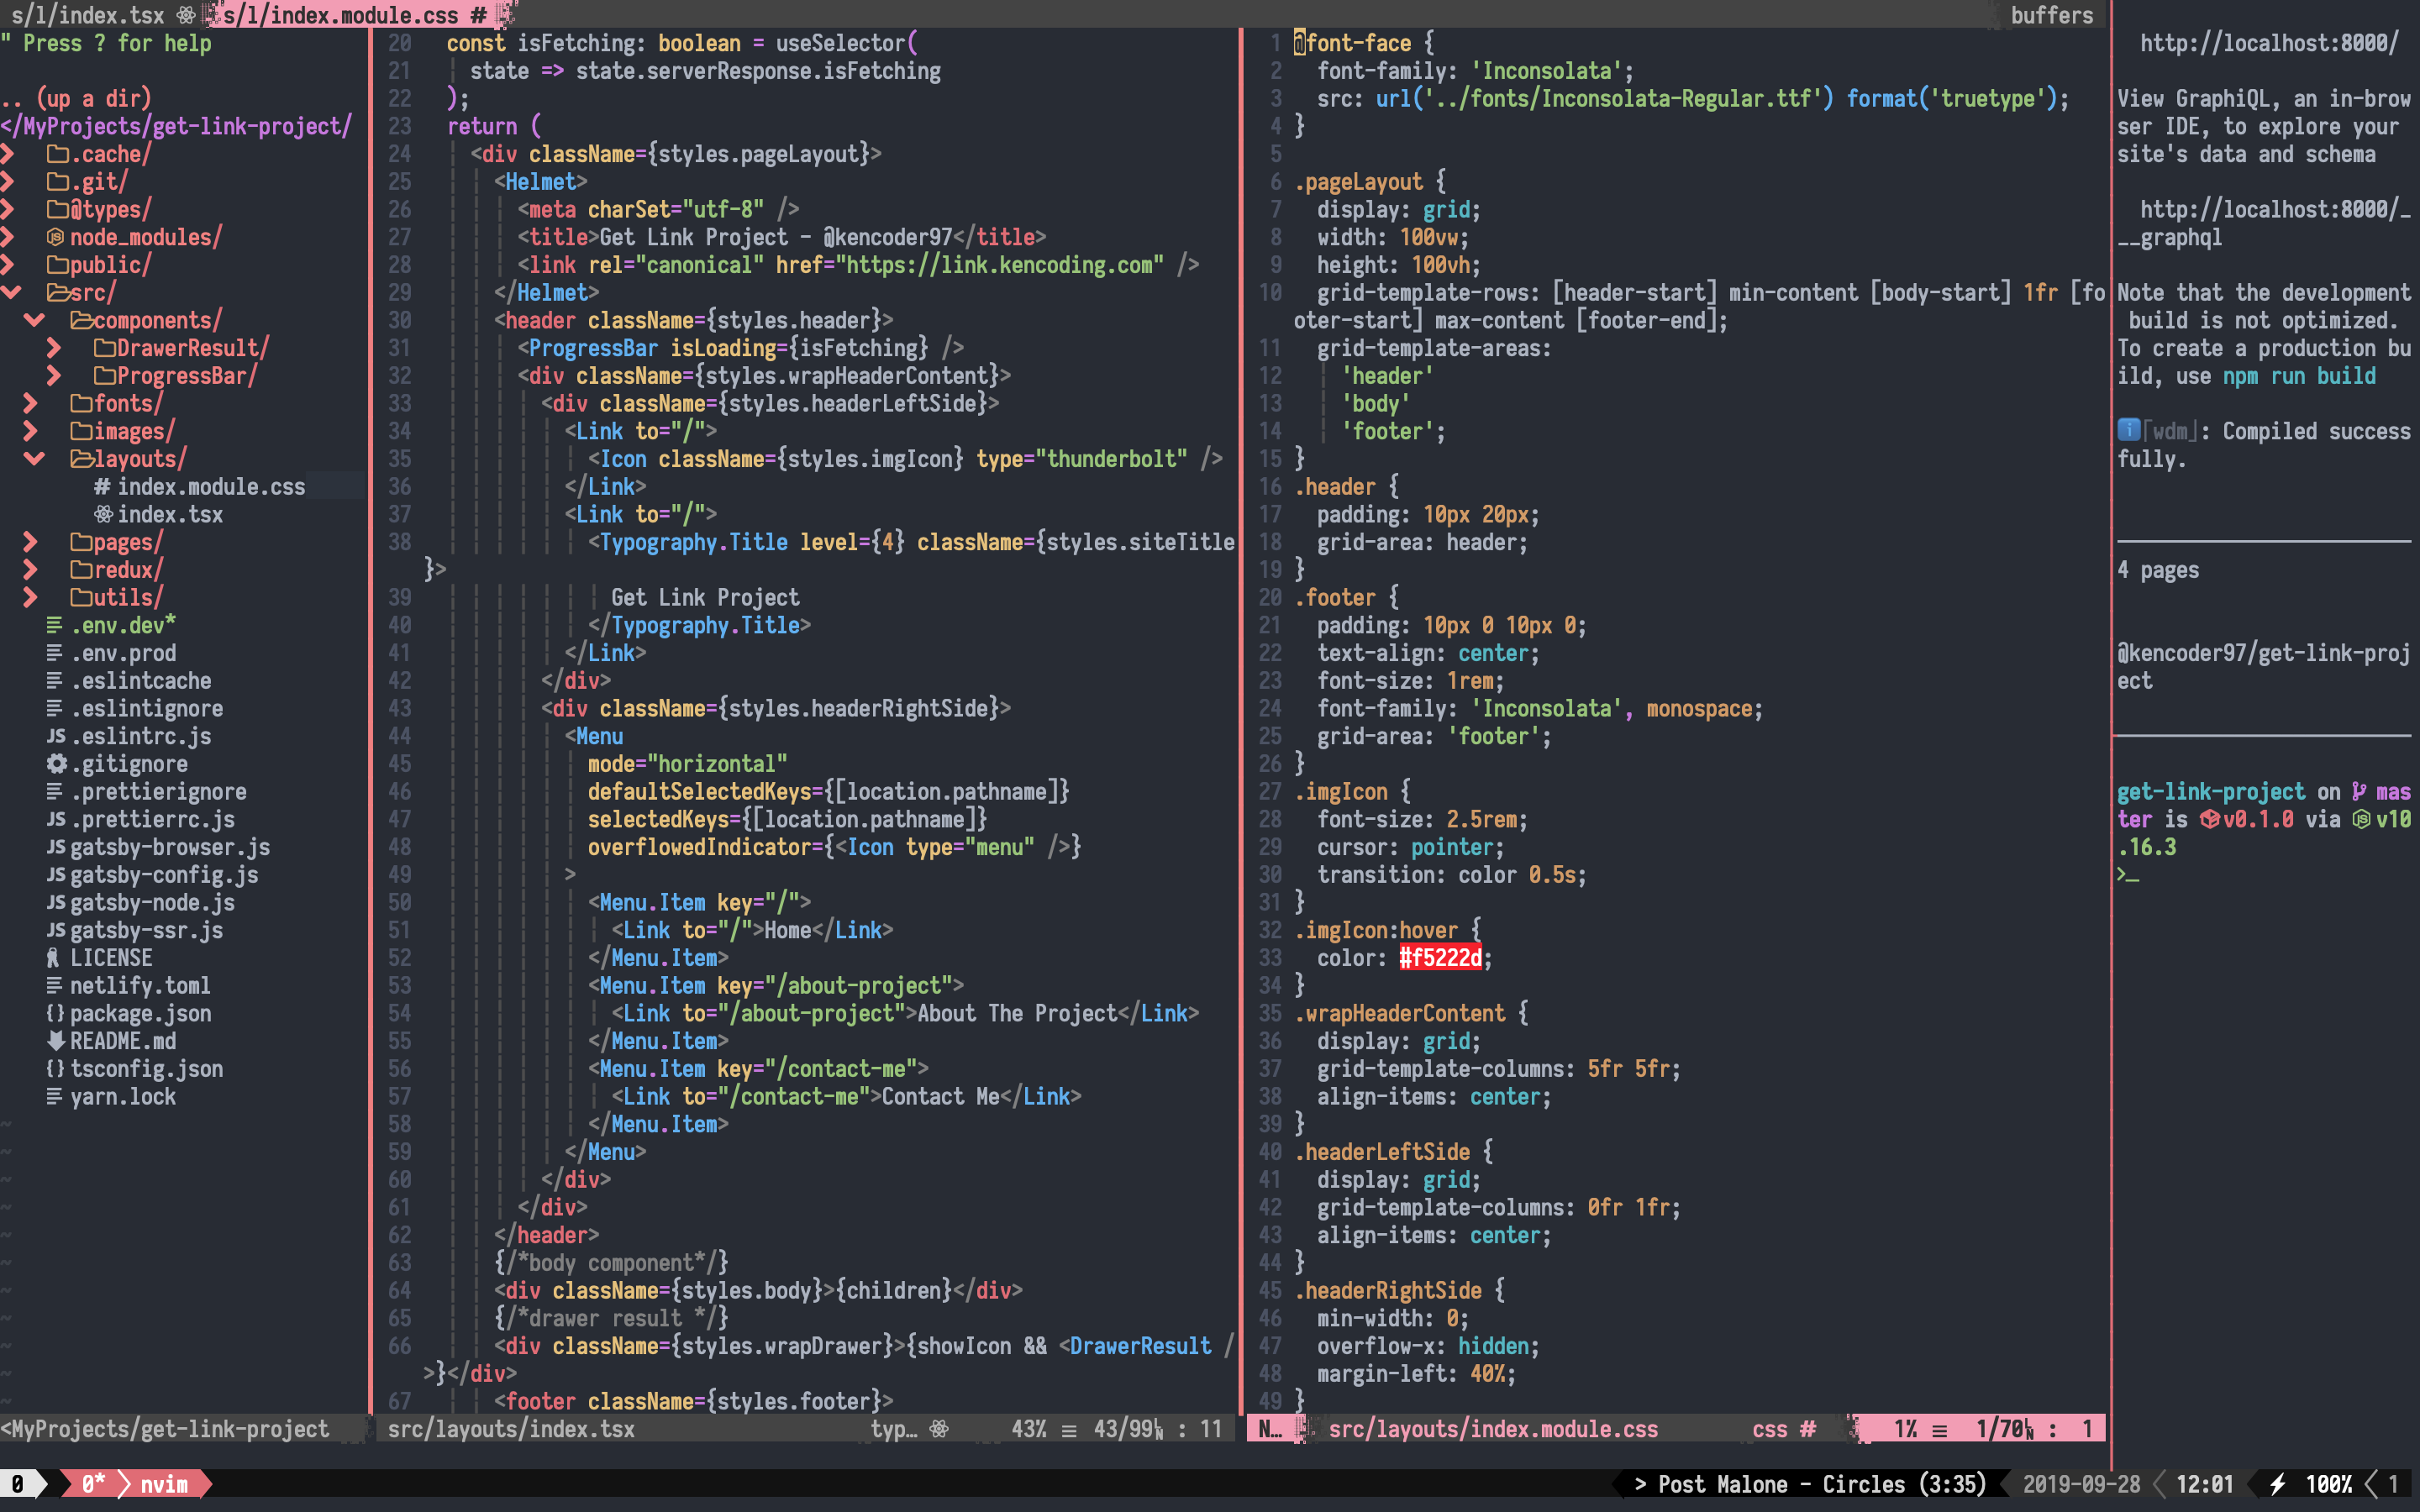 s/l/index.tsx s/l/index.module.css # buffers
" Press ? for help
.. (up a dir)
</MyProjects/get-link-project/
.cache/
.git/
@types/
node_modules/
public/
src/
components/
DrawerResult/
ProgressBar/
fonts/
images/
layouts/
# index.module.css
index.tsx
pages/
redux/
utils/
.env.dev*
.env.prod
.eslintcache
.eslintignore
JS .eslintrc.js
.gitignore
.prettierignore
JS .prettierrc.js
JS gatsby-browser.js
JS gatsby-config.js
JS gatsby-node.js
JS gatsby-ssr.js
LICENSE
netlify.toml
{} package.json
README.md
{} tsconfig.json
yarn.lock
~
~
~
~
~
~
~
~
~
~
~
<MyProjects/get-link-project
20 const isFetching: boolean = useSelector(
21 state => state.serverResponse.isFetching
22 );
23 return (
24 <div className={styles.pageLayout}>
25 <Helmet>
26 <meta charSet="utf-8" />
27 <title>Get Link Project - @kencoder97</title>
28 <link rel="canonical" href="https://link.kencoding.com" />
29 </Helmet>
30 <header className={styles.header}>
31 <ProgressBar isLoading={isFetching} />
32 <div className={styles.wrapHeaderContent}>
33 <div className={styles.headerLeftSide}>
34 <Link to="/">
35 <Icon className={styles.imgIcon} type="thunderbolt" />
36 </Link>
37 <Link to="/">
38 <Typography.Title level={4} className={styles.siteTitle
}>
39 Get Link Project
40 </Typography.Title>
41 </Link>
42 </div>
43 <div className={styles.headerRightSide}>
44 <Menu
45 mode="horizontal"
46 defaultSelectedKeys={[location.pathname]}
47 selectedKeys={[location.pathname]}
48 overflowedIndicator={<Icon type="menu" />}
49 >
50 <Menu.Item key="/">
51 <Link to="/">Home</Link>
52 </Menu.Item>
53 <Menu.Item key="/about-project">
54 <Link to="/about-project">About The Project</Link>
55 </Menu.Item>
56 <Menu.Item key="/contact-me">
57 <Link to="/contact-me">Contact Me</Link>
58 </Menu.Item>
59 </Menu>
60 </div>
61 </div>
62 </header>
63 {/*body component*/}
64 <div className={styles.body}>{children}</div>
65 {/*drawer result */}
66 <div className={styles.wrapDrawer}>{showIcon && <DrawerResult /
>}</div>
67 <footer className={styles.footer}>
src/layouts/index.tsx typ… 43% ≡ 43/99 : 11
1 @font-face {
2 font-family: 'Inconsolata';
3 src: url('../fonts/Inconsolata-Regular.ttf') format('truetype');
4 }
5
6 .pageLayout {
7 display: grid;
8 width: 100vw;
9 height: 100vh;
10 grid-template-rows: [header-start] min-content [body-start] 1fr [fo
oter-start] max-content [footer-end];
11 grid-template-areas:
12 'header'
13 'body'
14 'footer';
15 }
16 .header {
17 padding: 10px 20px;
18 grid-area: header;
19 }
20 .footer {
21 padding: 10px 0 10px 0;
22 text-align: center;
23 font-size: 1rem;
24 font-family: 'Inconsolata', monospace;
25 grid-area: 'footer';
26 }
27 .imgIcon {
28 font-size: 2.5rem;
29 cursor: pointer;
30 transition: color 0.5s;
31 }
32 .imgIcon:hover {
33 color: #f5222d;
34 }
35 .wrapHeaderContent {
36 display: grid;
37 grid-template-columns: 5fr 5fr;
38 align-items: center;
39 }
40 .headerLeftSide {
41 display: grid;
42 grid-template-columns: 0fr 1fr;
43 align-items: center;
44 }
45 .headerRightSide {
46 min-width: 0;
47 overflow-x: hidden;
48 margin-left: 40%;
49 }
N… src/layouts/index.module.css css # 1% ≡ 1/70 : 1
http://localhost:8000/
View GraphiQL, an in-brow
ser IDE, to explore your
site's data and schema
http://localhost:8000/_
__graphql
Note that the development
build is not optimized.
To create a production bu
ild, use npm run build
i ｢wdm｣: Compiled success
fully.
4 pages
@kencoder97/get-link-proj
ect
get-link-project on mas
ter is v0.1.0 via v10
.16.3
>_
0 0* nvim > Post Malone - Circles (3:35) 2019-09-28 12:01 100% 1